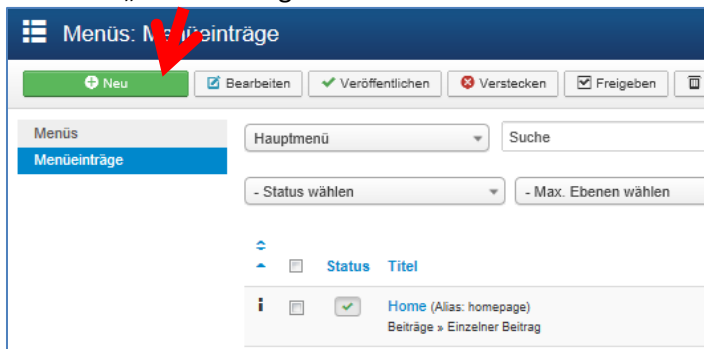 Menüs: Menüeinträge
Neu
Bearbeiten
Veröffentlichen
Verstecken
Freigeben
Menüs
Menüeinträge
Hauptmenü
Suche
- Status wählen
- Max. Ebenen wählen
Status Titel
Home (Alias: homepage)
Beiträge » Einzelner Beitrag